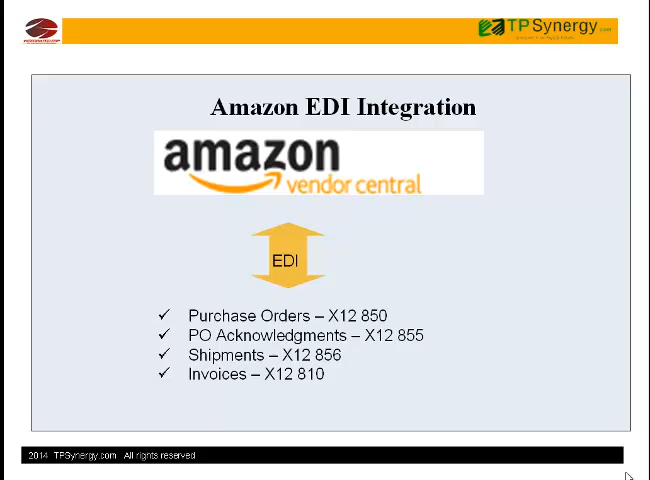 TPSynergy.com
Amazon EDI Integration
amazon
vendor central
EDI
✓ Purchase Orders – X12 850
✓ PO Acknowledgments – X12 855
✓ Shipments – X12 856
✓ Invoices – X12 810
2014 TPSynergy.com All rights reserved